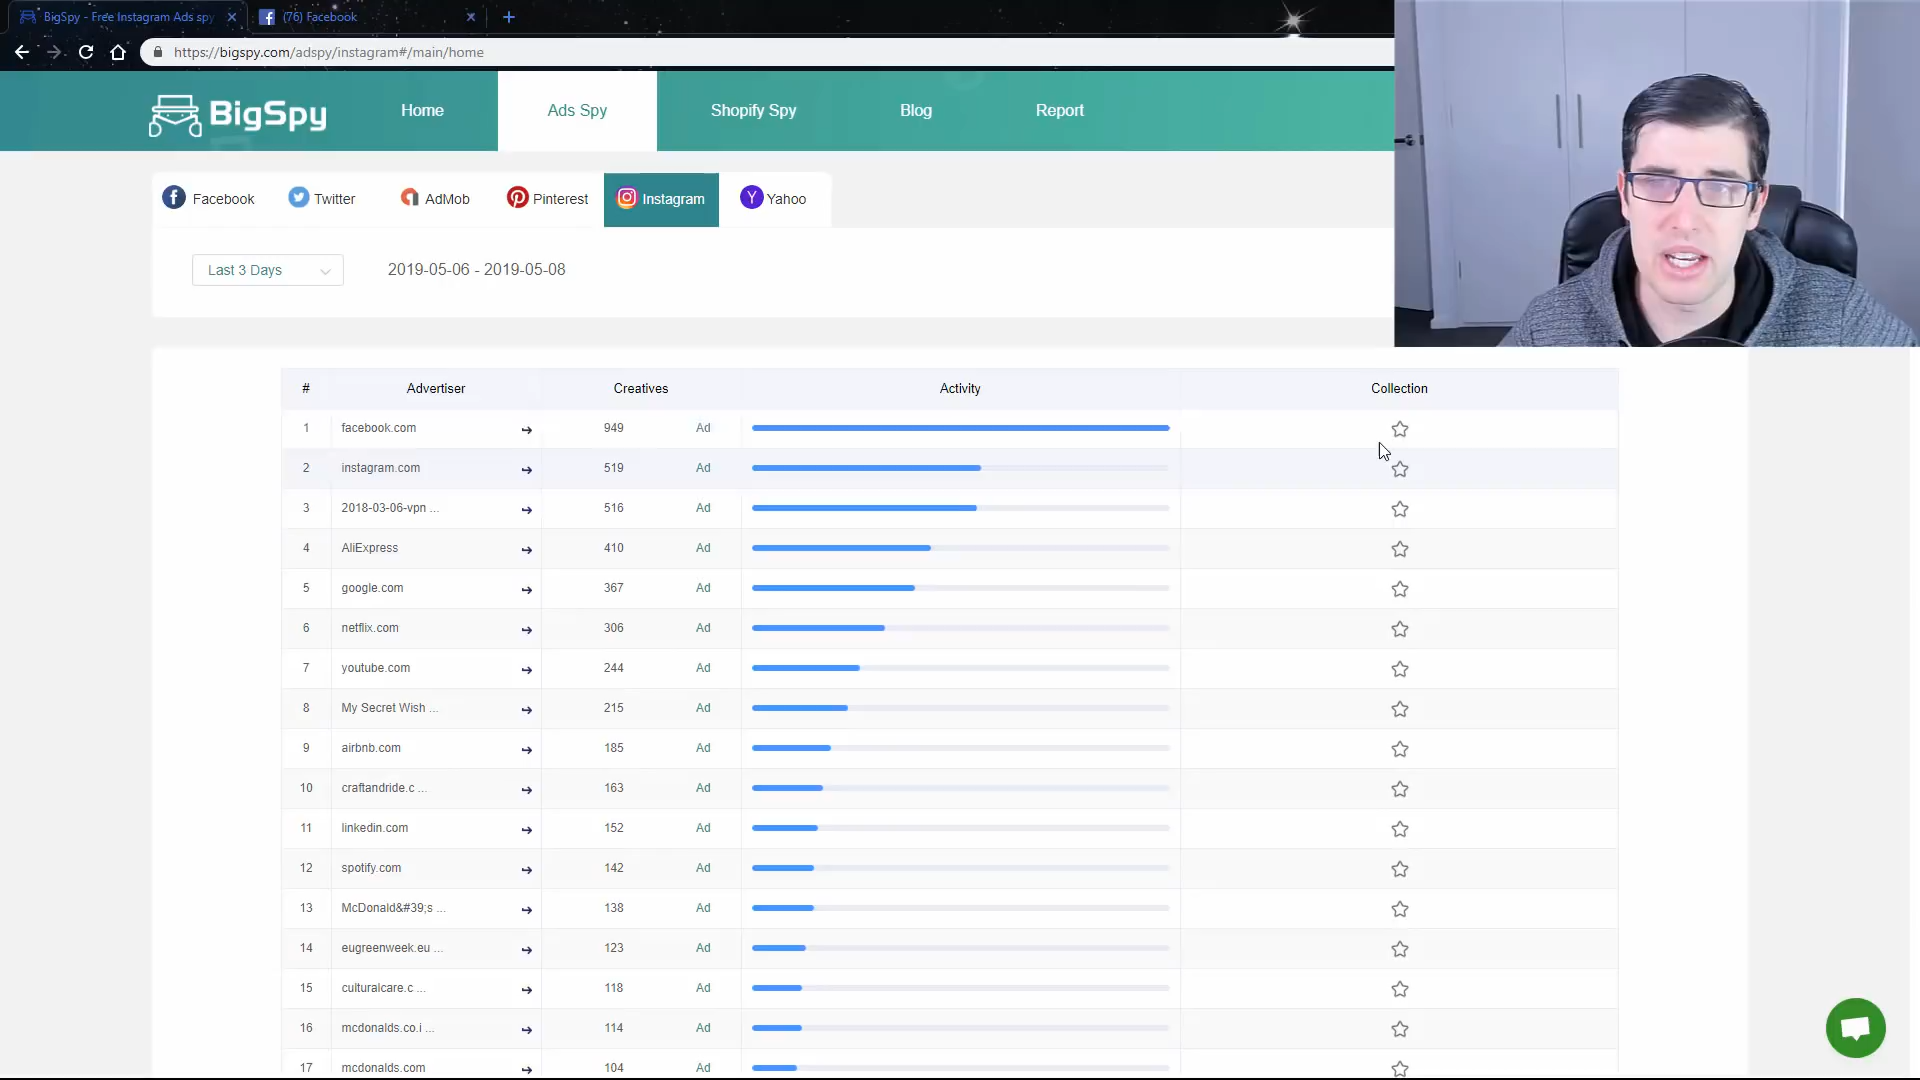 BigSpy - Free Instagram Ads spy
(76) Facebook
https://bigspy.com/adspy/instagram#/main/home
BigSpy
Home
Ads Spy
Shopify Spy
Blog
Report
Facebook
Twitter
AdMob
Pinterest
Instagram
Yahoo
Last 3 Days
2019-05-06 - 2019-05-08
# Advertiser Creatives Activity Collection
1 facebook.com 949 Ad
2 instagram.com 519 Ad
3 2018-03-06-vpn ... 516 Ad
4 AliExpress 410 Ad
5 google.com 367 Ad
6 netflix.com 306 Ad
7 youtube.com 244 Ad
8 My Secret Wish ... 215 Ad
9 airbnb.com 185 Ad
10 craftandride.c ... 163 Ad
11 linkedin.com 152 Ad
12 spotify.com 142 Ad
13 McDonald&#39;s ... 138 Ad
14 eugreenweek.eu ... 123 Ad
15 culturalcare.c ... 118 Ad
16 mcdonalds.co.i ... 114 Ad
17 mcdonalds.com 104 Ad